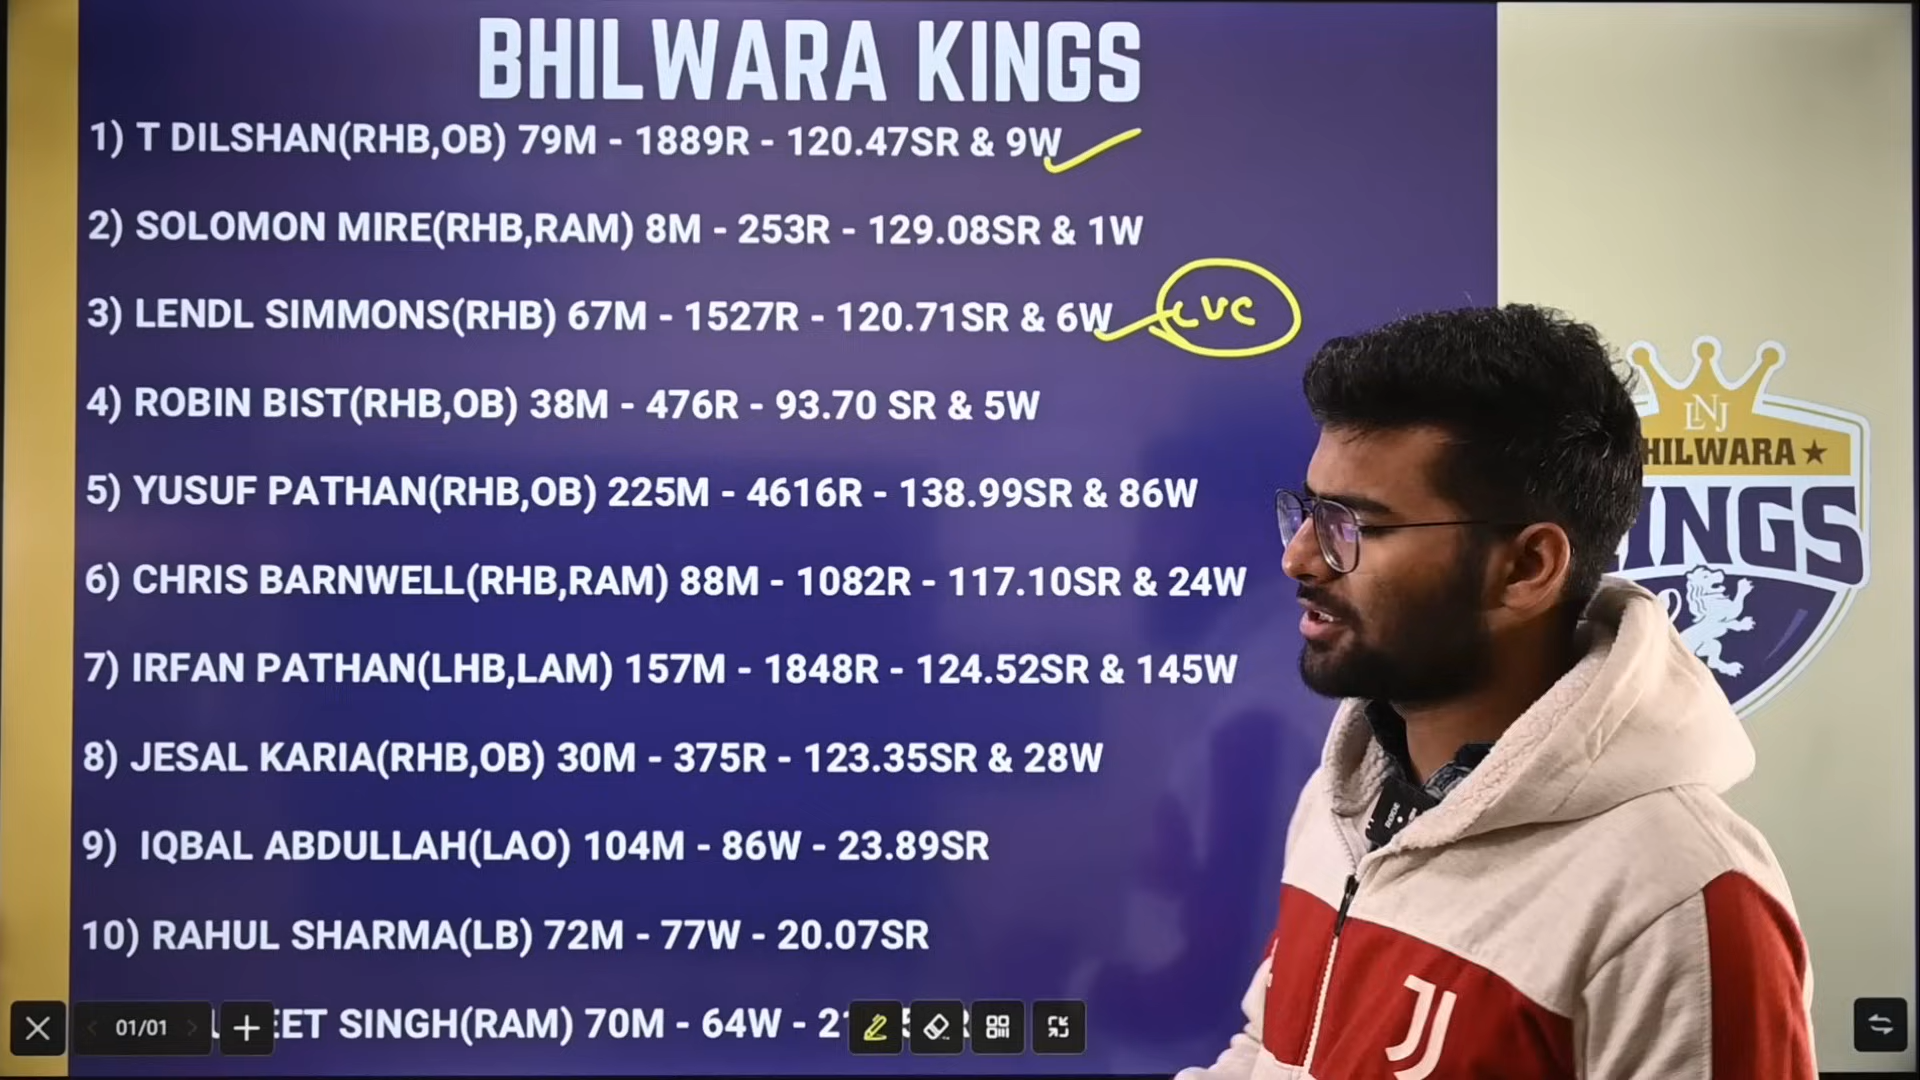 BHILWARA KINGS
1) T DILSHAN(RHB,OB) 79M - 1889R - 120.47SR & 9W
2) SOLOMON MIRE(RHB,RAM) 8M - 253R - 129.08SR & 1W
3) LENDL SIMMONS(RHB) 67M - 1527R - 120.71SR & 6W CVC
4) ROBIN BIST(RHB,OB) 38M - 476R - 93.70 SR & 5W
5) YUSUF PATHAN(RHB,OB) 225M - 4616R - 138.99SR & 86W
6) CHRIS BARNWELL(RHB,RAM) 88M - 1082R - 117.10SR & 24W
7) IRFAN PATHAN(LHB,LAM) 157M - 1848R - 124.52SR & 145W
8) JESAL KARIA(RHB,OB) 30M - 375R - 123.35SR & 28W
9) IQBAL ABDULLAH(LAO) 104M - 86W - 23.89SR
10) RAHUL SHARMA(LB) 72M - 77W - 20.07SR
SINGH(RAM) 70M - 64W -
01/01
LNJ
HILWARA
INGS
RODE